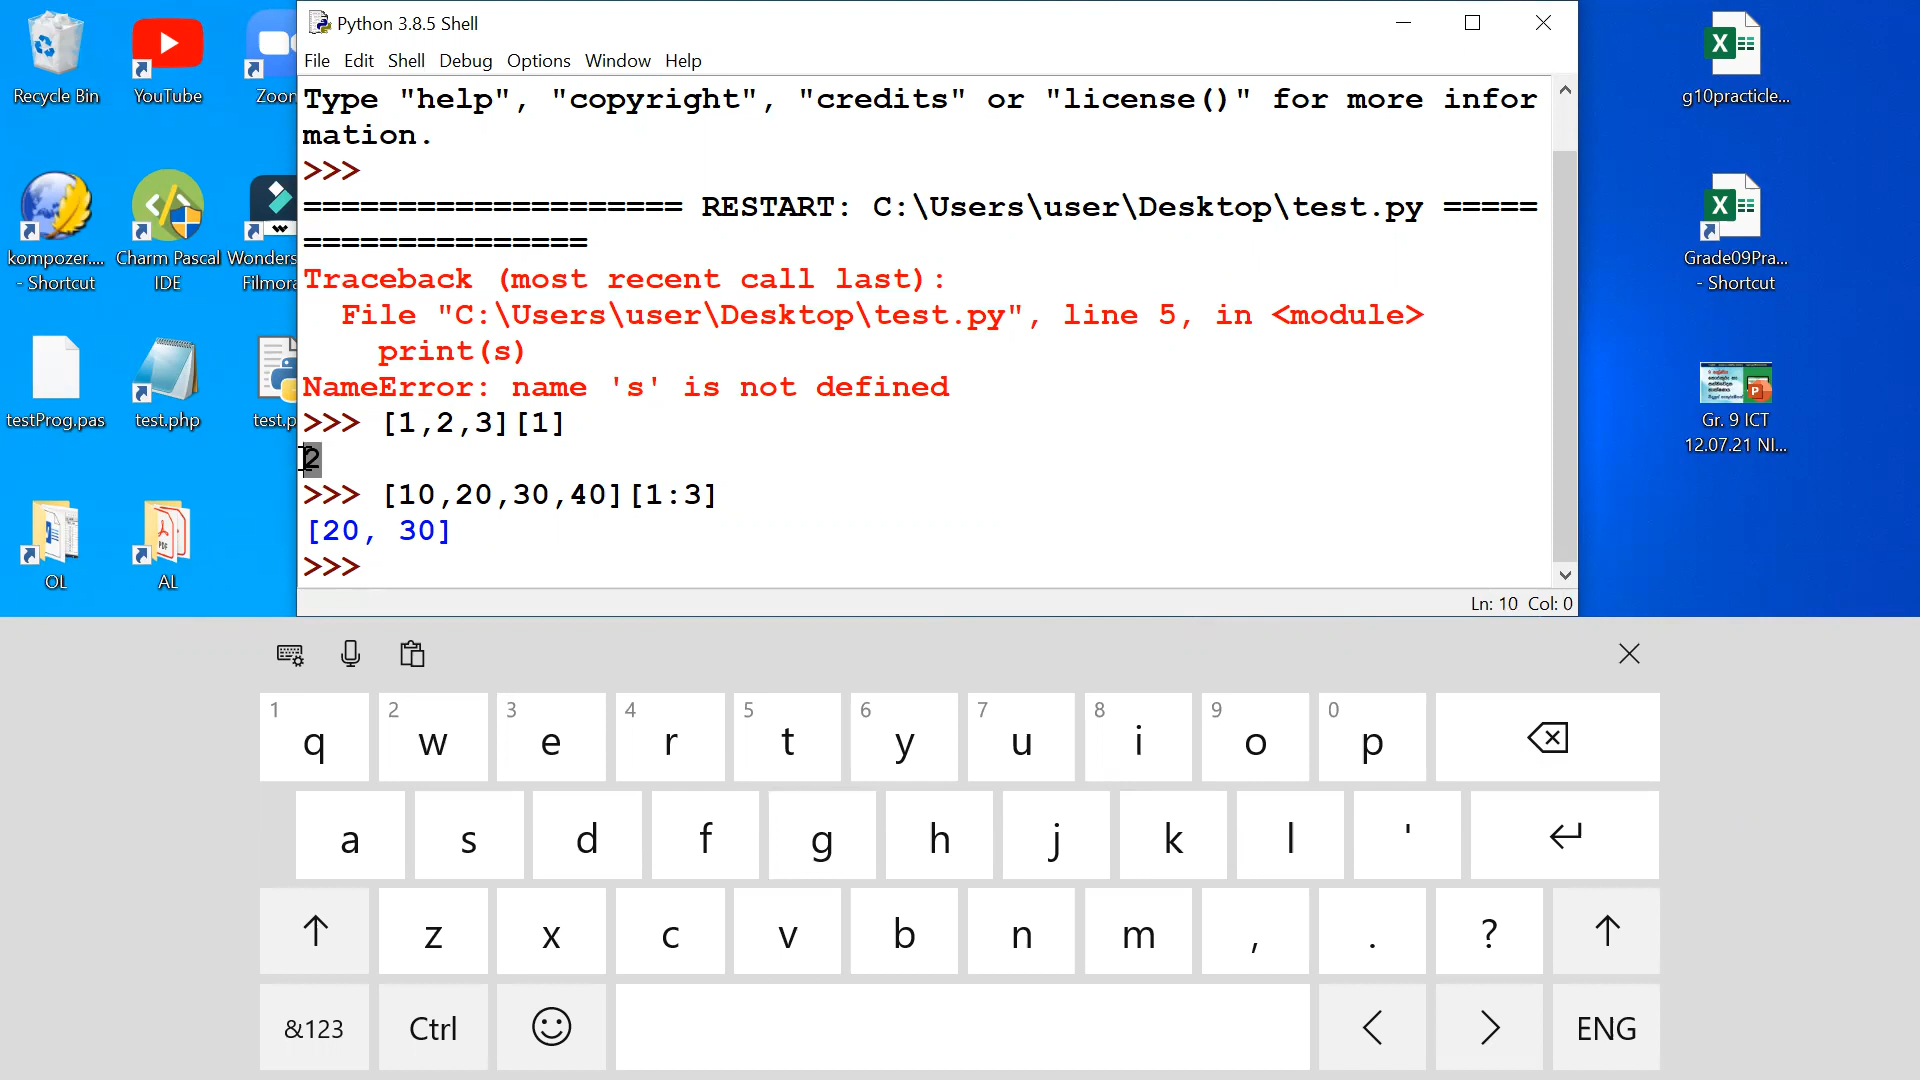 Python 3.8.5 Shell
File Edit Shell Debug Options Window Help
Type "help", "copyright", "credits" or "license()" for more infor
mation.
>>>
==================== RESTART: C:\Users\user\Desktop\test.py =====
===============
Traceback (most recent call last):
  File "C:\Users\user\Desktop\test.py", line 5, in <module>
    print(s)
NameError: name 's' is not defined
>>> [1,2,3][1]
2
>>> [10,20,30,40][1:3]
[20, 30]
>>>
Ln: 10 Col: 0
Recycle Bin
YouTube
Zoom
kompozer....
- Shortcut
Charm Pascal
IDE
Wonders
Filmora
testProg.pas
test.php
test.p
OL
AL
PDF
g10practicle...
Grade09Pra...
- Shortcut
Gr. 9 ICT
12.07.21 NI...
1 2 3 4 5 6 7 8 9 0
q w e r t y u i o p
a s d f g h j k l '
z x c v b n m , . ?
&123 Ctrl ENG